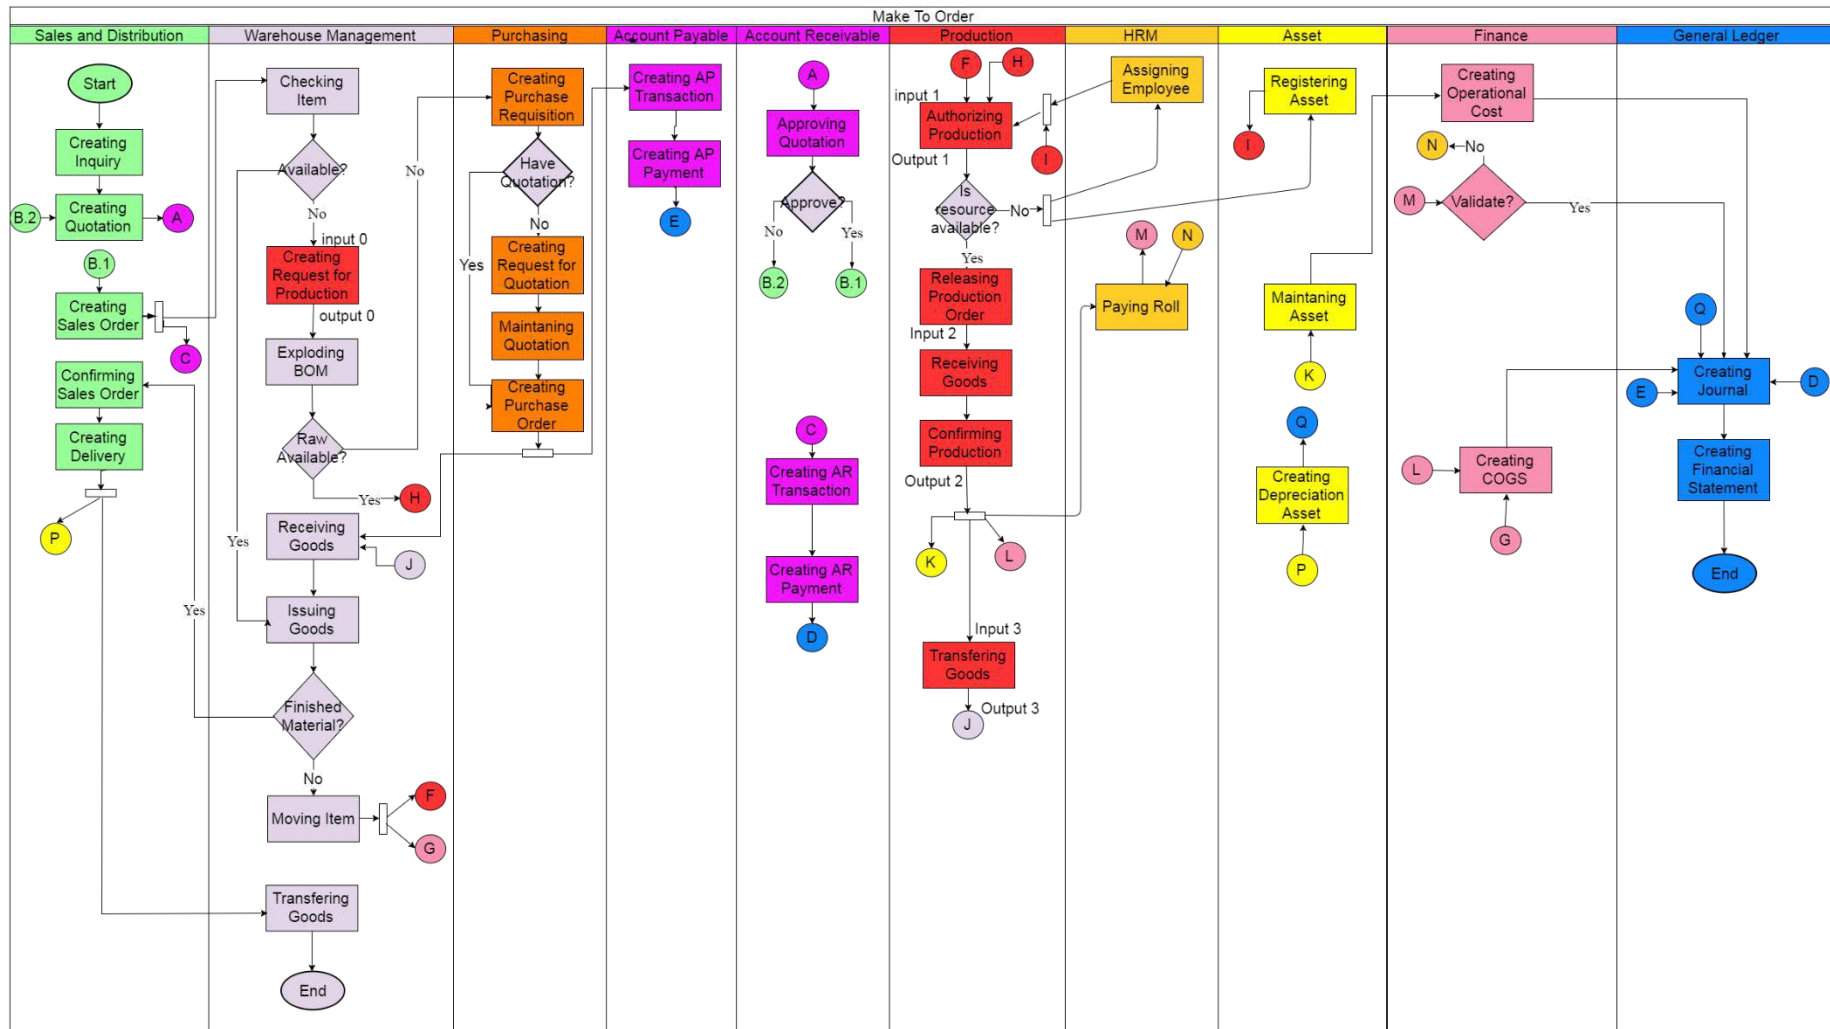 Make To Order
Sales and Distribution
Warehouse Management
Purchasing
Account Payable
Account Receivable
Production
HRM
Asset
Finance
General Ledger
Start
Creating
Inquiry
B.2
Creating
Quotation
A
B.1
Creating
Sales Order
C
Confirming
Sales Order
Creating
Delivery
P
Checking
Item
Available?
No
input 0
Creating
Request for
Production
output 0
Exploding
BOM
Raw
Available?
No
Yes
H
Receiving
Goods
J
Yes
Issuing
Goods
Yes
Finished
Material?
No
Moving Item
F
G
Transfering
Goods
End
Creating
Purchase
Requisition
Have
Quotation?
No
Yes
Creating
Request for
Quotation
Maintaning
Quotation
Creating
Purchase
Order
Creating AP
Transaction
Creating AP
Payment
E
A
Approving
Quotation
Approve?
No
Yes
B.2
B.1
C
Creating AR
Transaction
Creating AR
Payment
D
F
H
input 1
Authorizing
Production
I
Output 1
Is
resource
available?
No
Yes
Releasing
Production
Order
Input 2
Receiving
Goods
Confirming
Production
Output 2
K
L
Input 3
Transfering
Goods
Output 3
J
Assigning
Employee
M
N
Paying Roll
Registering
Asset
I
Maintaning
Asset
K
Q
Creating
Depreciation
Asset
P
Creating
Operational
Cost
N
No
M
Validate?
Yes
L
Creating
COGS
G
Q
Creating
Journal
E
D
Creating
Financial
Statement
End